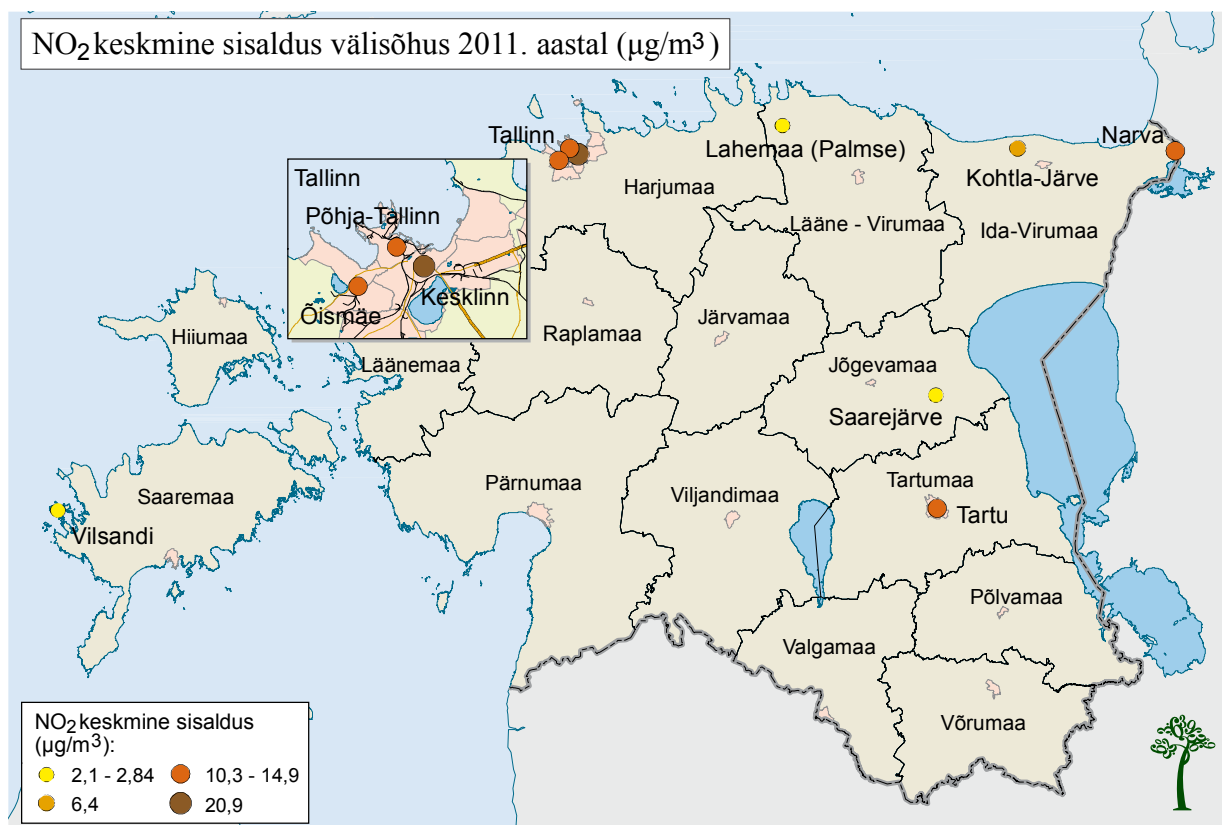 NO2 keskmine sisaldus välisõhus 2011. aastal (µg/m3)
Tallinn
Lahemaa (Palmse)
Narva
Kohtla-Järve
Harjumaa
Lääne - Virumaa
Ida-Virumaa
Tallinn
Põhja-Tallinn
Kesklinn
Õismäe
Hiiumaa
Läänemaa
Raplamaa
Järvamaa
Jõgevamaa
Saarejärve
Saaremaa
Vilsandi
Pärnumaa
Viljandimaa
Tartumaa
Tartu
Põlvamaa
Valgamaa
Võrumaa
NO2 keskmine sisaldus
(µg/m3):
2,1 - 2,84
10,3 - 14,9
6,4
20,9